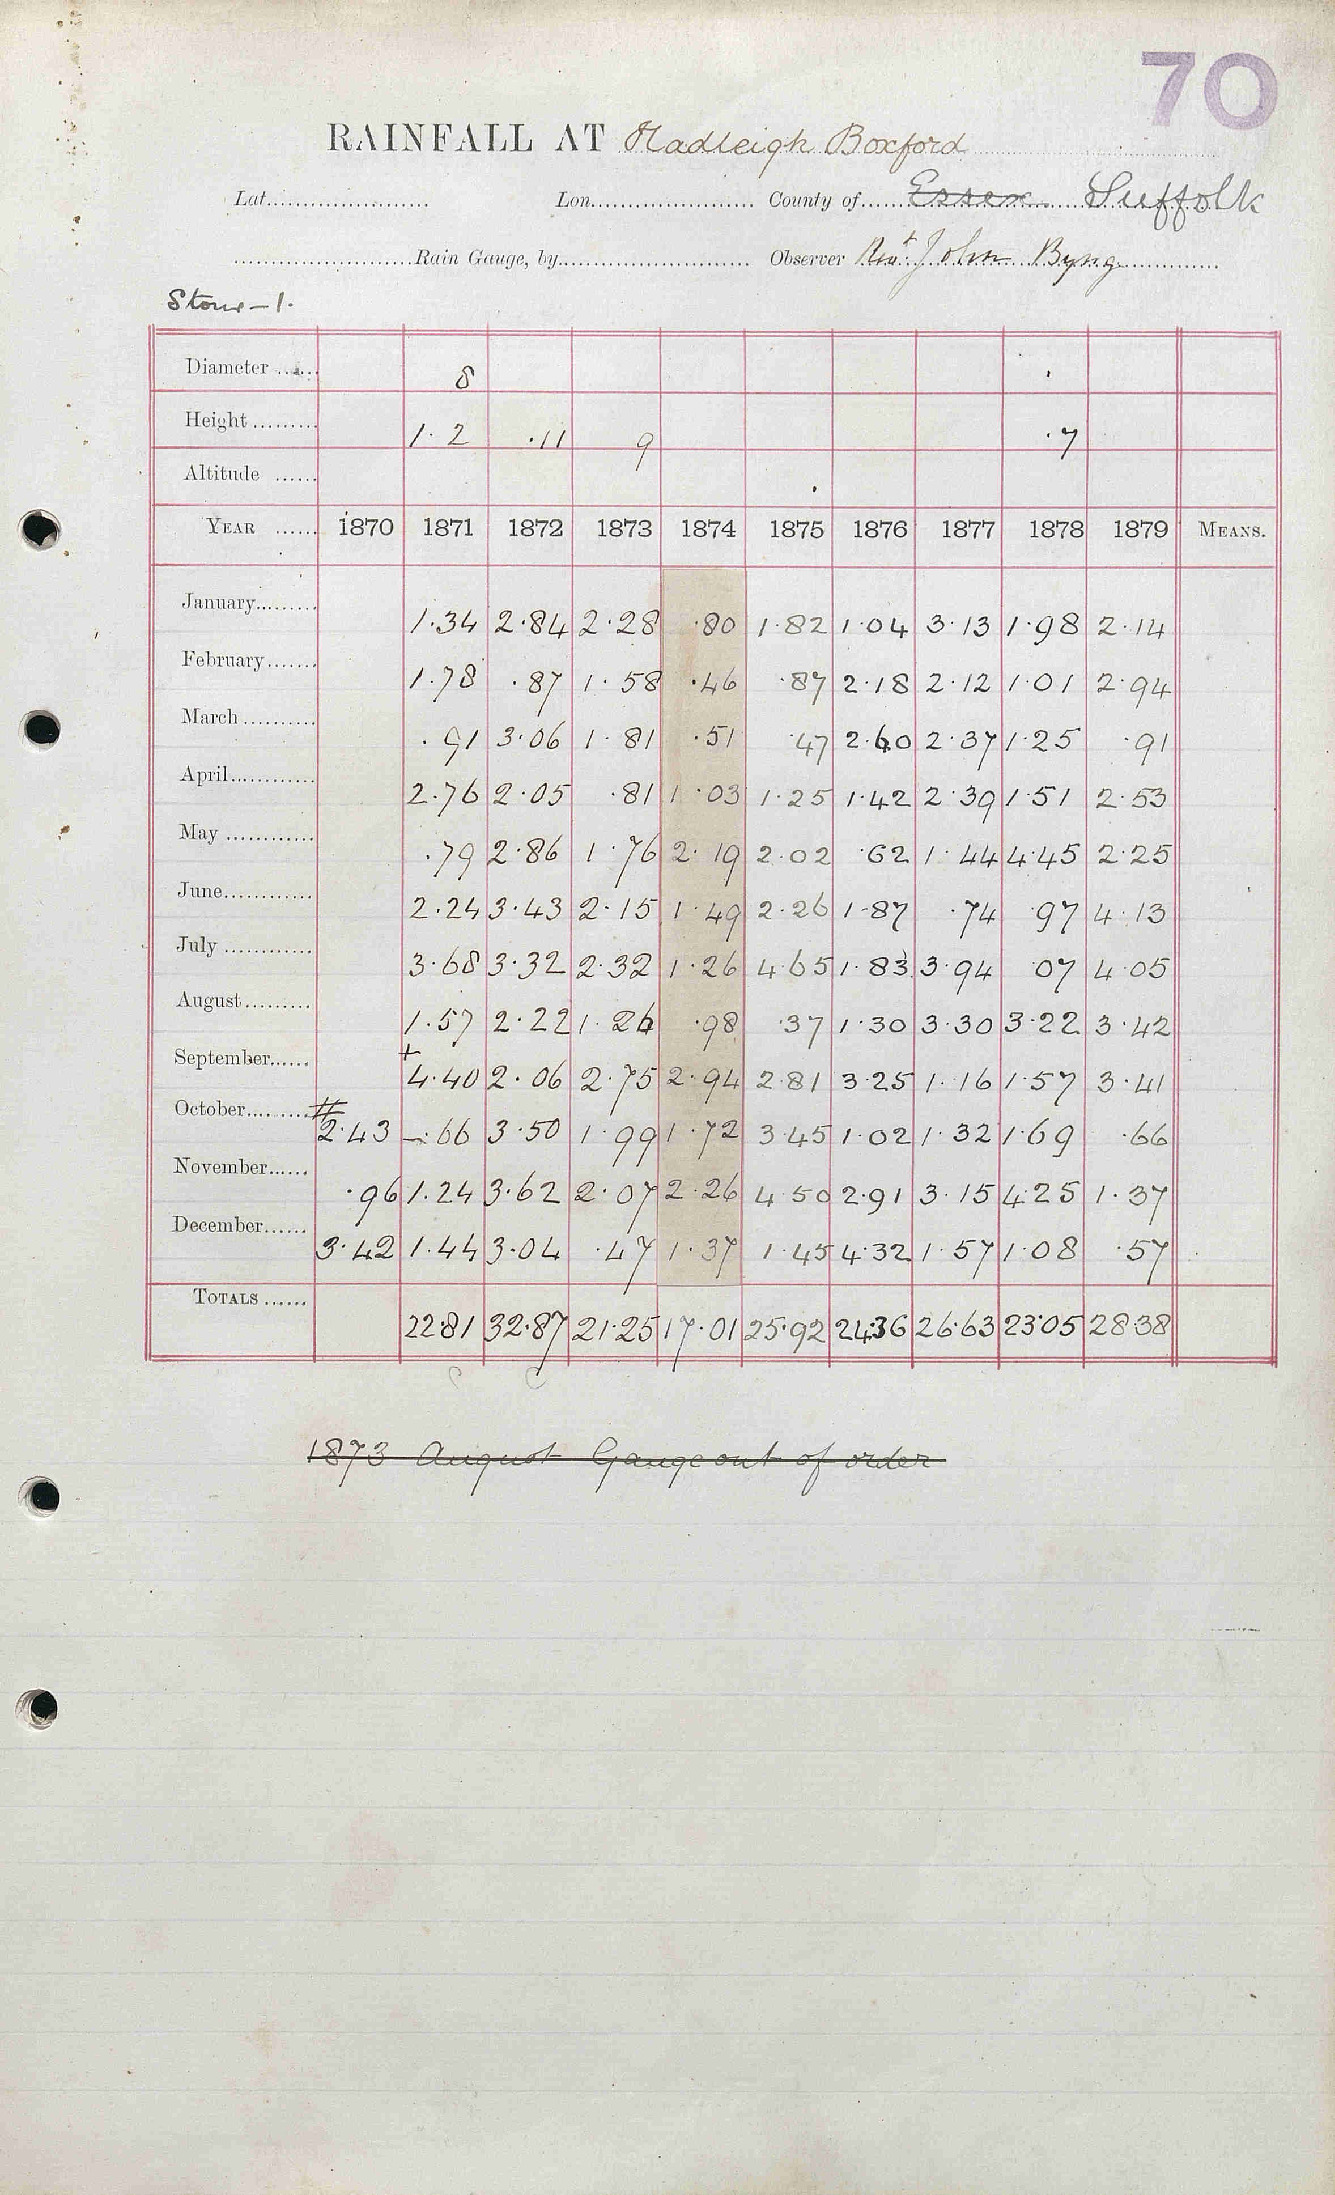 70
RAINFALL AT Hadleigh Boxford
Lat. Lon. County of Essex Suffolk
Rain Gauge, by Observer Revd. John Byng
Stour-1.
Diameter 8
Height 1.2 .11 9 .7
Altitude
YEAR 1870 1871 1872 1873 1874 1875 1876 1877 1878 1879 MEANS.
January 1.34 2.84 2.28 .80 1.82 1.04 3.13 1.98 2.14
February 1.78 .87 1.58 .46 .87 2.18 2.12 1.01 2.94
March .91 3.06 1.81 .51 .47 2.40 2.37 1.25 .91
April 2.76 2.05 .81 1.03 1.25 1.42 2.39 1.51 2.53
May .79 2.86 1.76 2.19 2.02 .62 1.44 4.45 2.25
June 2.24 3.43 2.15 1.49 2.26 1.87 .74 .97 4.13
July 3.68 3.32 2.32 1.26 4.65 1.83 3.94 .07 4.05
August 1.57 2.22 1.26 .98 .37 1.30 3.30 3.22 3.42
September + 4.40 2.06 2.75 2.94 2.81 3.25 1.16 1.57 3.41
October # 2.43 .66 3.50 1.99 1.72 3.45 1.02 1.32 1.69 .66
November .96 1.24 3.62 2.07 2.26 4.50 2.91 3.15 4.25 1.37
December 3.42 1.44 3.04 .47 1.37 1.45 4.32 1.57 1.08 .57
TOTALS 22.81 32.87 21.25 17.01 25.92 24.36 26.63 23.05 28.38
1873 August Gauge out of order